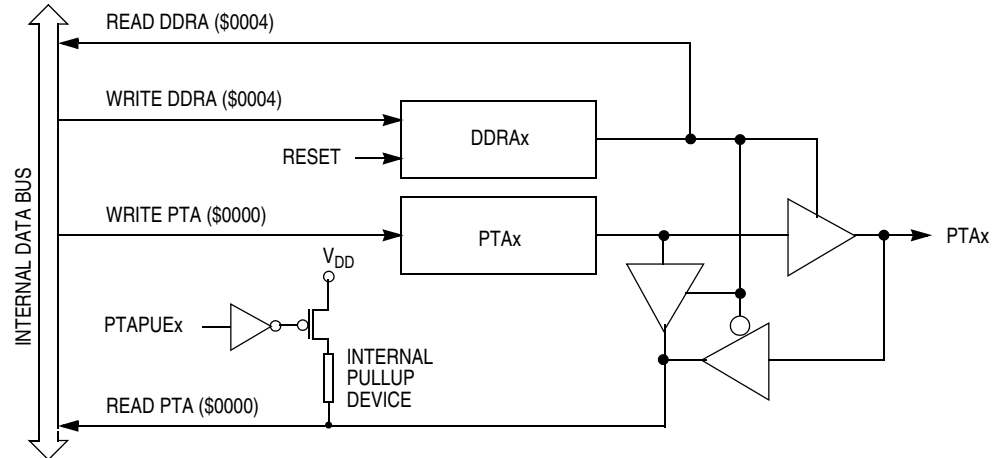 READ DDRA ($0004)
WRITE DDRA ($0004)
DDRAx
RESET
WRITE PTA ($0000)
PTAx
PTAx
VDD
PTAPUEx
INTERNAL
PULLUP
DEVICE
READ PTA ($0000)
INTERNAL DATA BUS